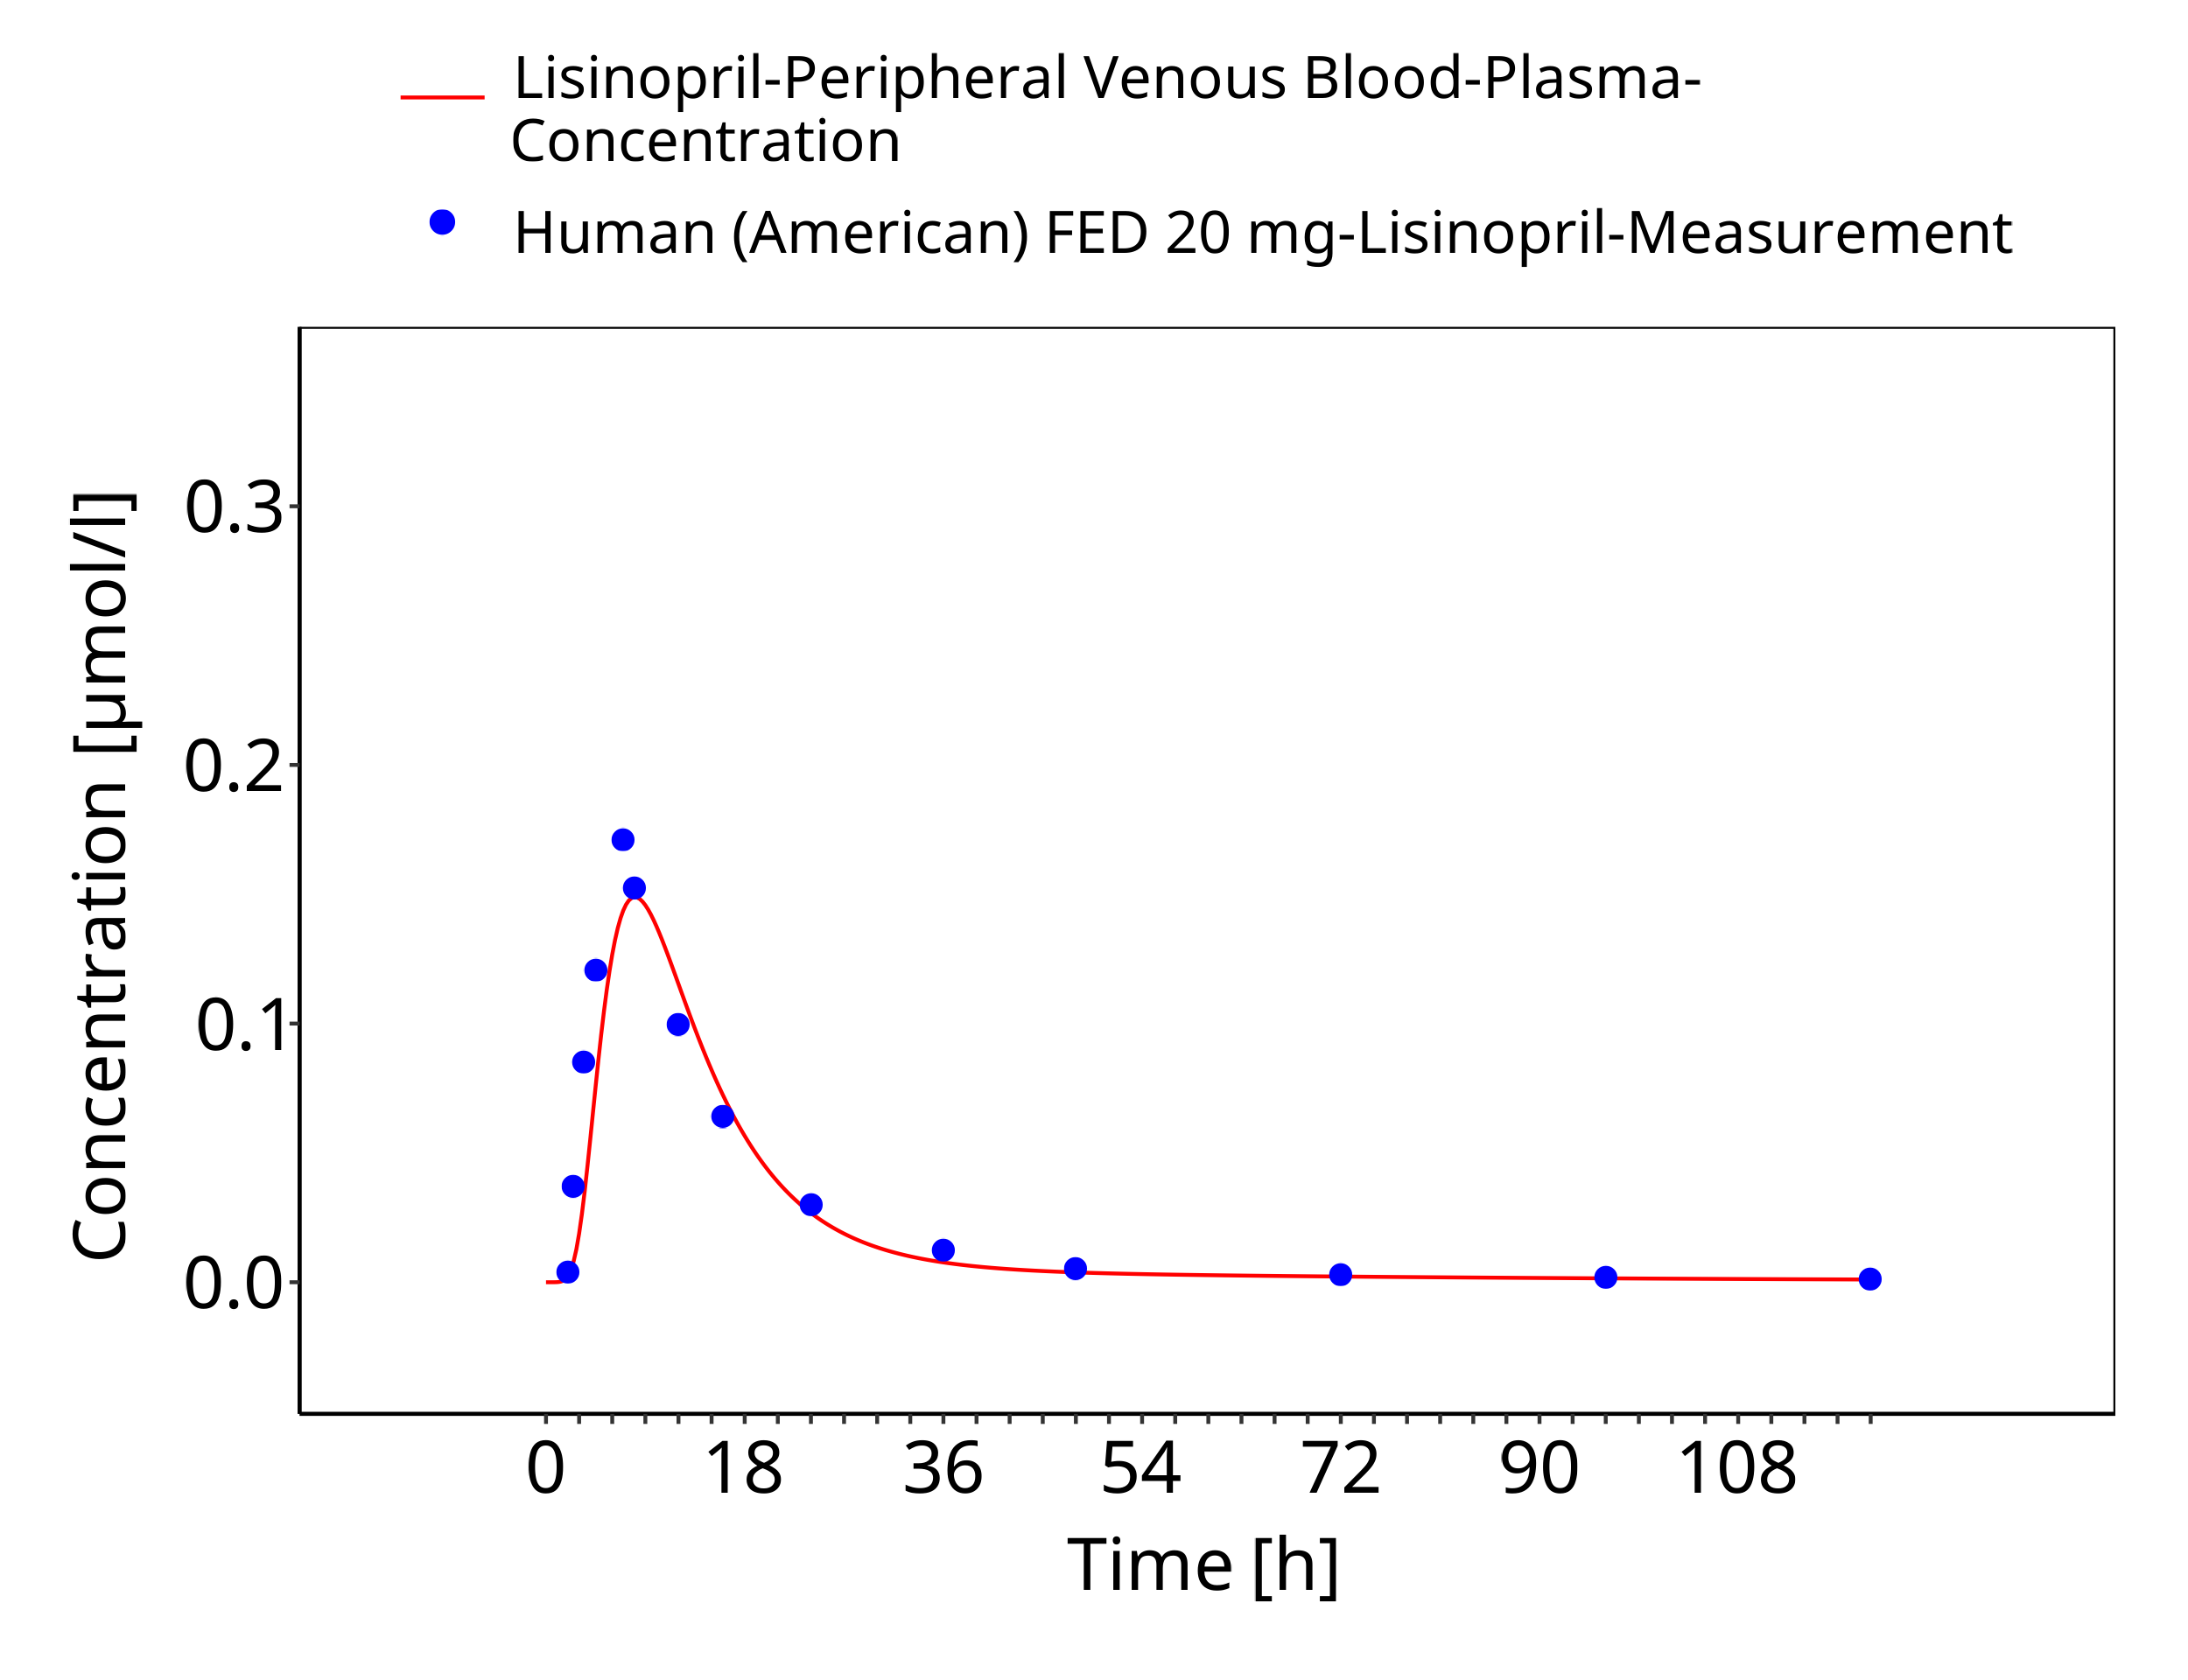 Lisinopril-Peripheral Venous Blood-Plasma-
Concentration
Human (American) FED 20 mg-Lisinopril-Measurement
Concentration [µmol/l]
0.3
0.2
0.1
0.0
0 18 36 54 72 90 108
Time [h]